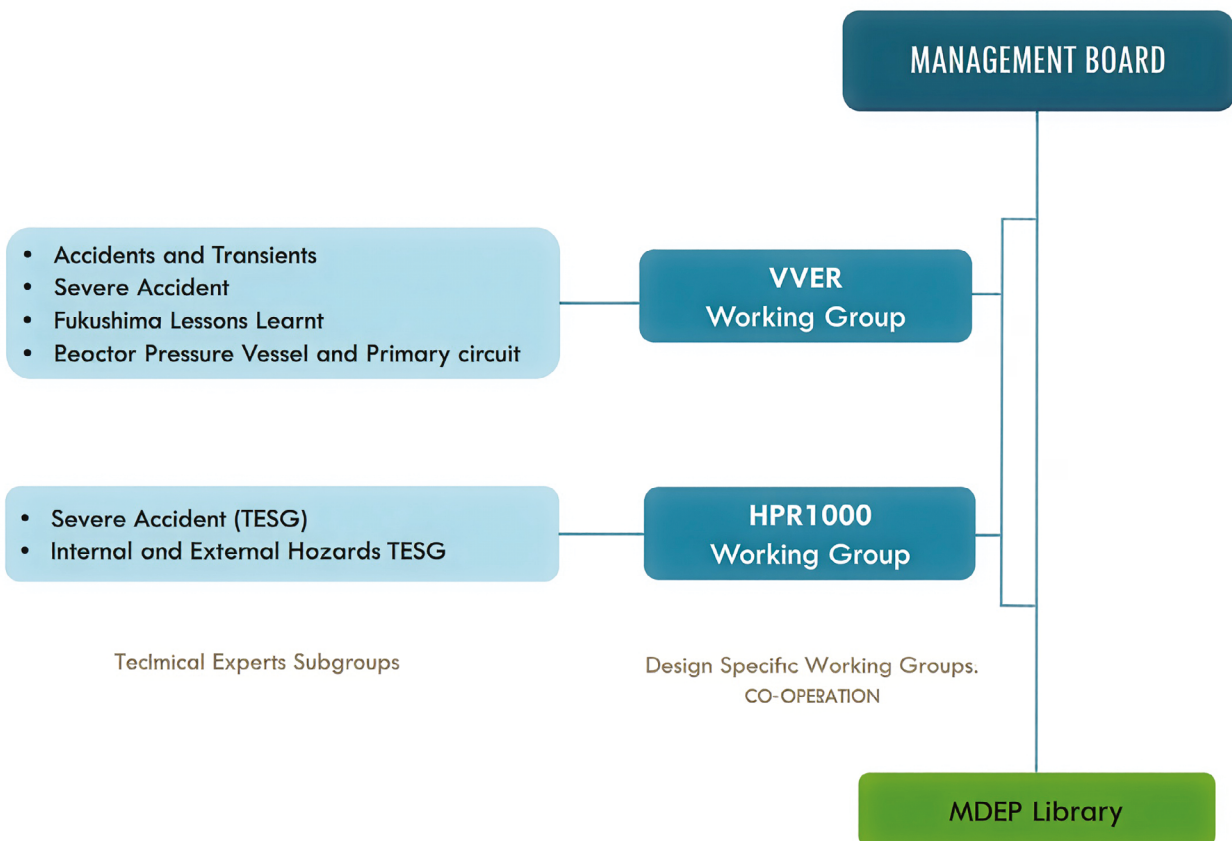 MANAGEMENT BOARD
• Accidents and Transients
• Severe Accident
• Fukushima Lessons Learnt
• Peoctor Pressure Vessel and Primary circuit
VVER
Working Group
• Severe Accident (TESG)
• Internal and External Hozards TESG
HPR1000
Working Group
Teclmical Experts Subgroups
Design Specific Working Groups.
CO-OPERATION
MDEP Library